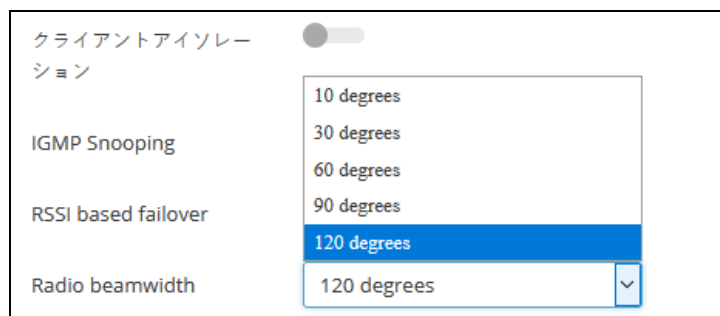 クライアントアイソレー
ション
IGMP Snooping
RSSI based failover
Radio beamwidth
10 degrees
30 degrees
60 degrees
90 degrees
120 degrees
120 degrees